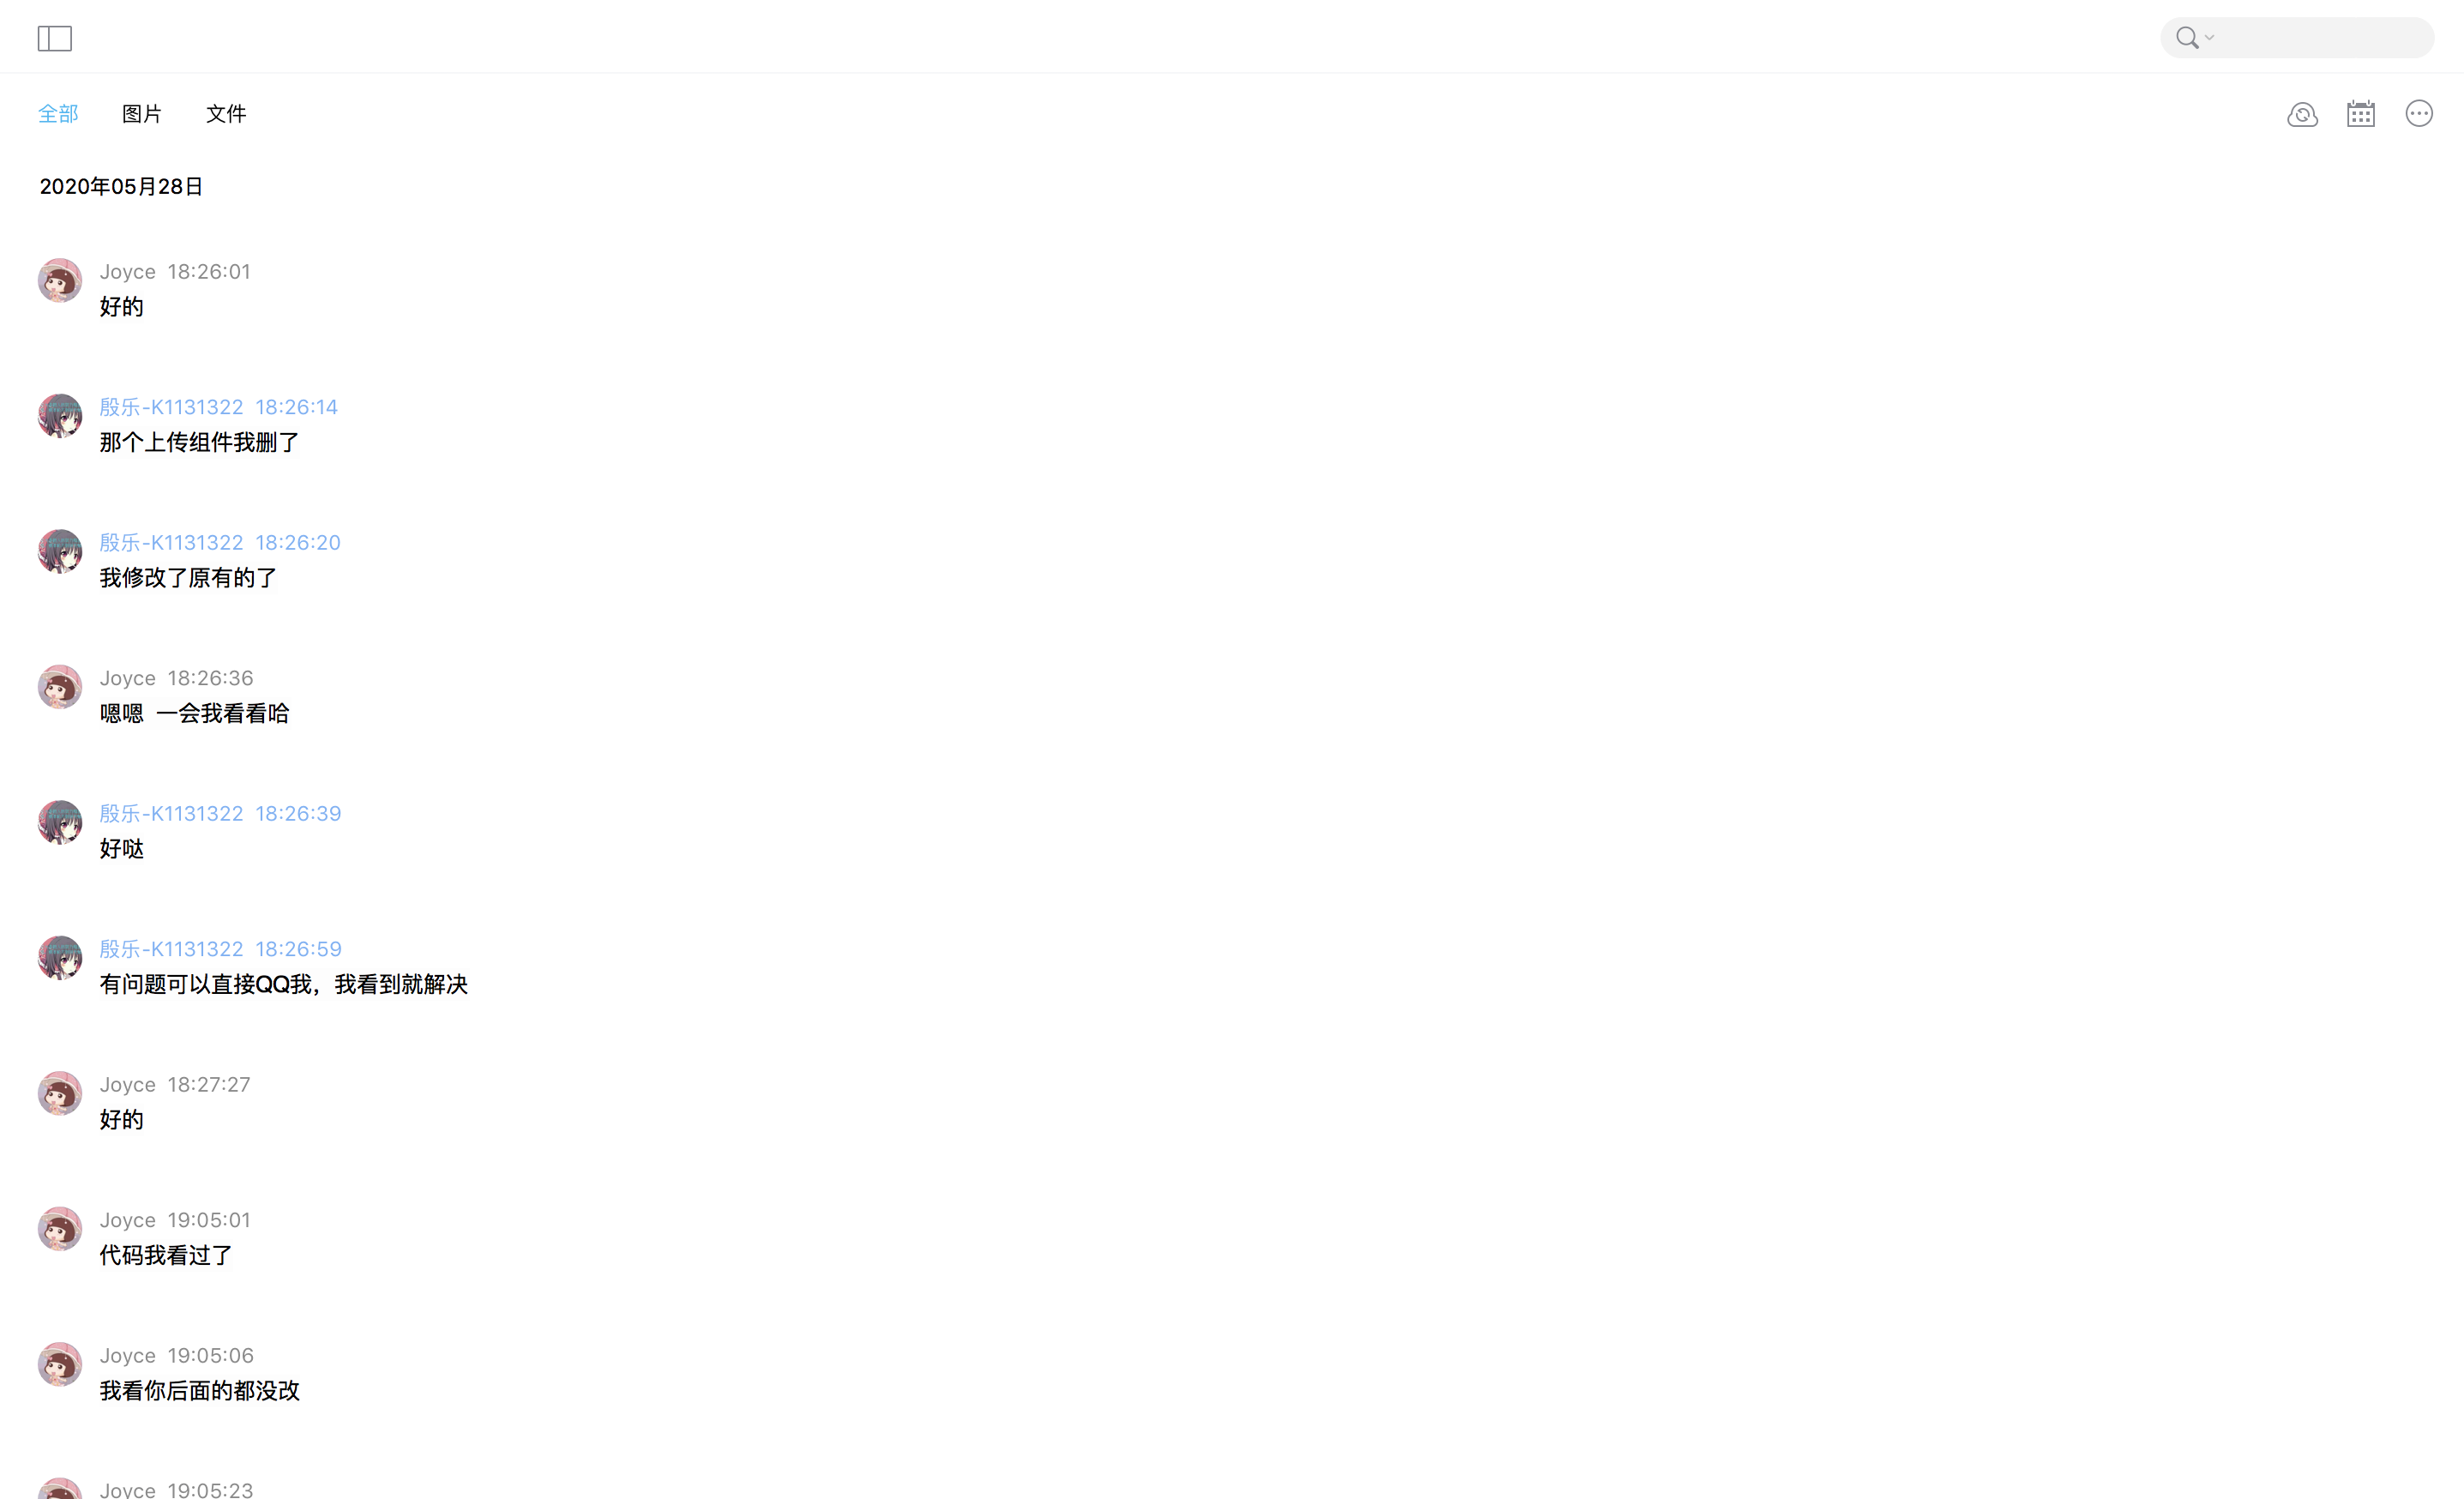 全部 图片 文件
2020年05月28日
Joyce 18:26:01
好的
殷乐-K1131322 18:26:14
那个上传组件我删了
殷乐-K1131322 18:26:20
我修改了原有的了
Joyce 18:26:36
嗯嗯 一会我看看哈
殷乐-K1131322 18:26:39
好哒
殷乐-K1131322 18:26:59
有问题可以直接QQ我，我看到就解决
Joyce 18:27:27
好的
Joyce 19:05:01
代码我看过了
Joyce 19:05:06
我看你后面的都没改
Joyce 19:05:23